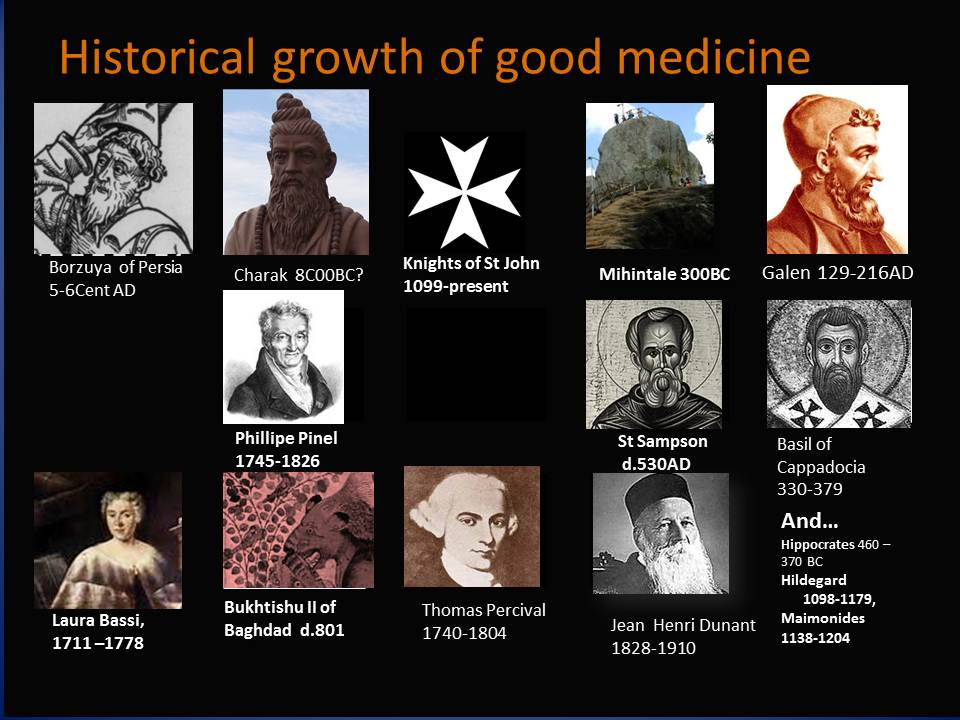 Historical growth of good medicine
Borzuya of Persia
5-6Cent AD
Charak 8C00BC?
Knights of St John
1099-present
Mihintale 300BC
Galen 129-216AD
Phillipe Pinel
1745-1826
St Sampson
d.530AD
Basil of
Cappadocia
330-379
Laura Bassi,
1711 –1778
Bukhtishu II of
Baghdad d.801
Thomas Percival
1740-1804
Jean Henri Dunant
1828-1910
And…
Hippocrates 460 –
370 BC
Hildegard
1098-1179,
Maimonides
1138-1204